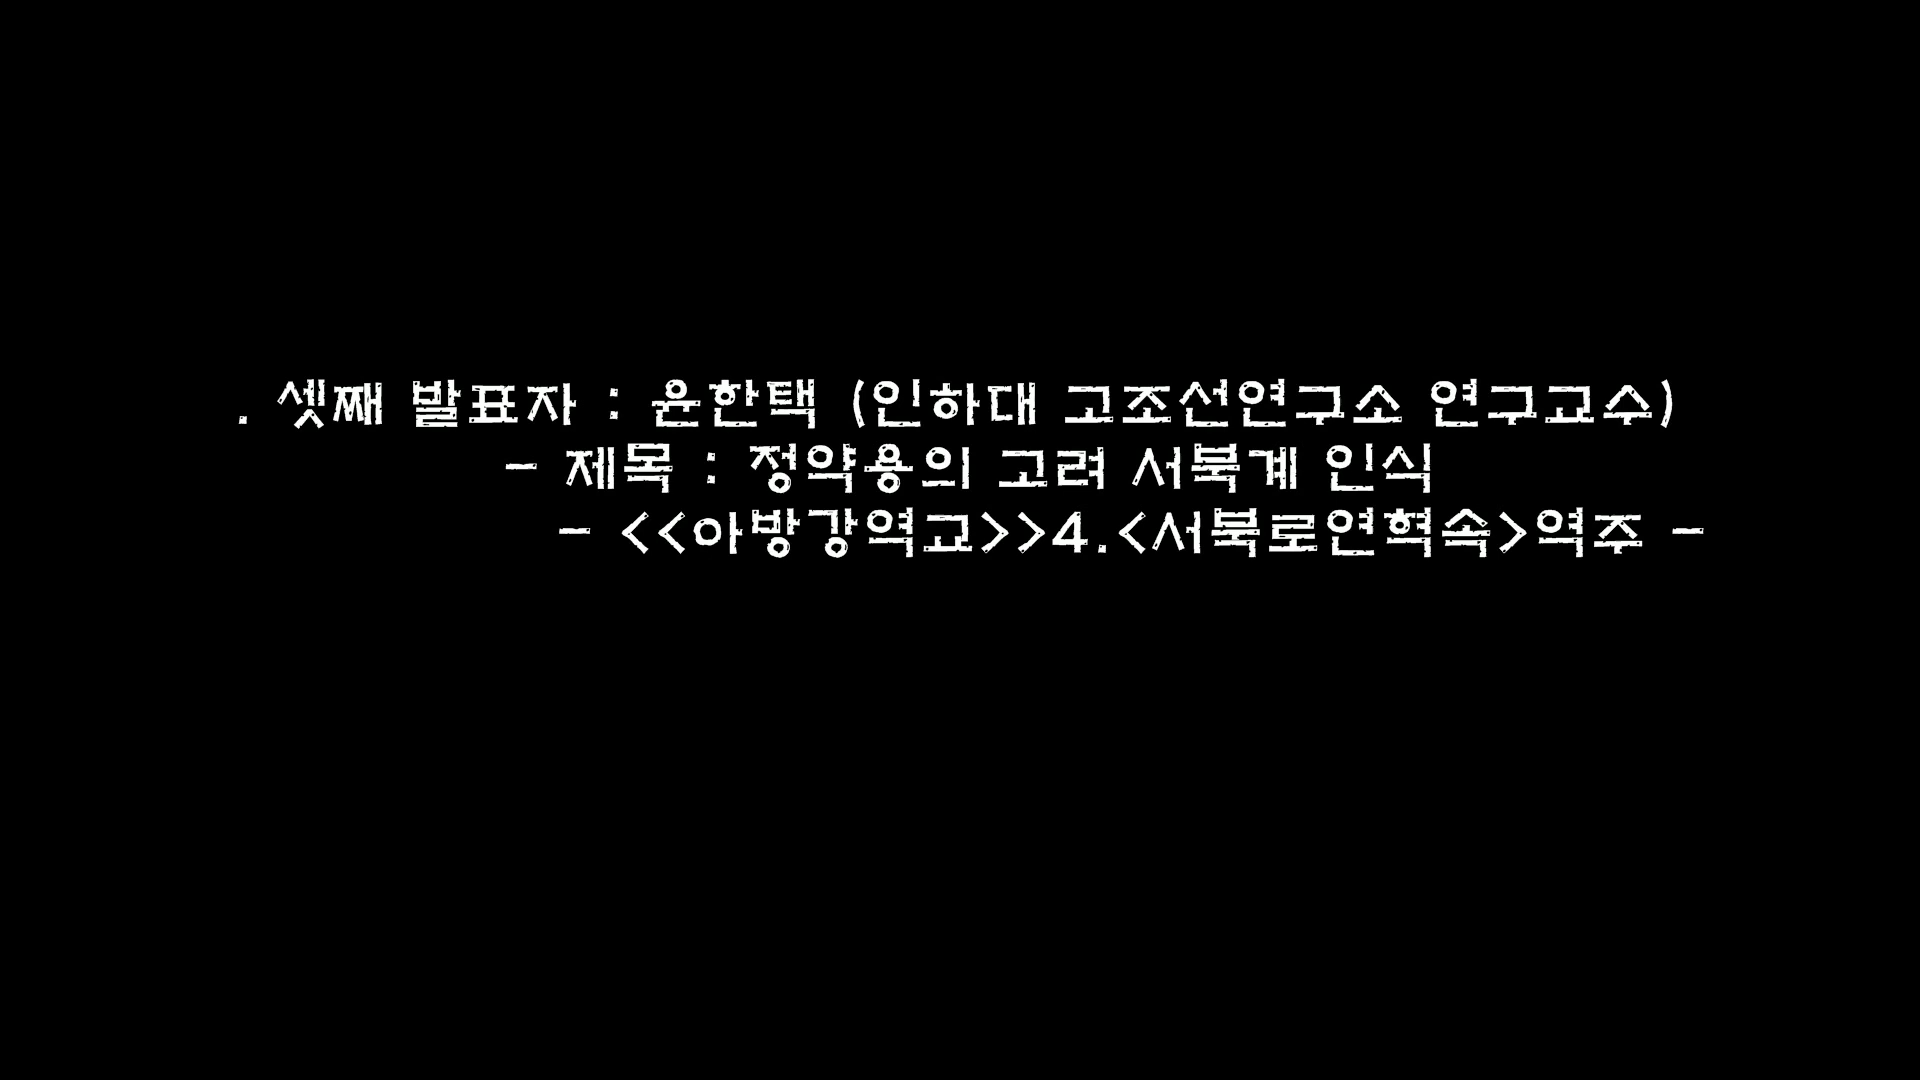 . 셋째 발표자 : 윤한택 (인하대 고조선연구소 연구교수)
- 제목 : 정약용의 고려 서북계 인식
- <<아방강역교>>4.<서북로연혁속>역주 -